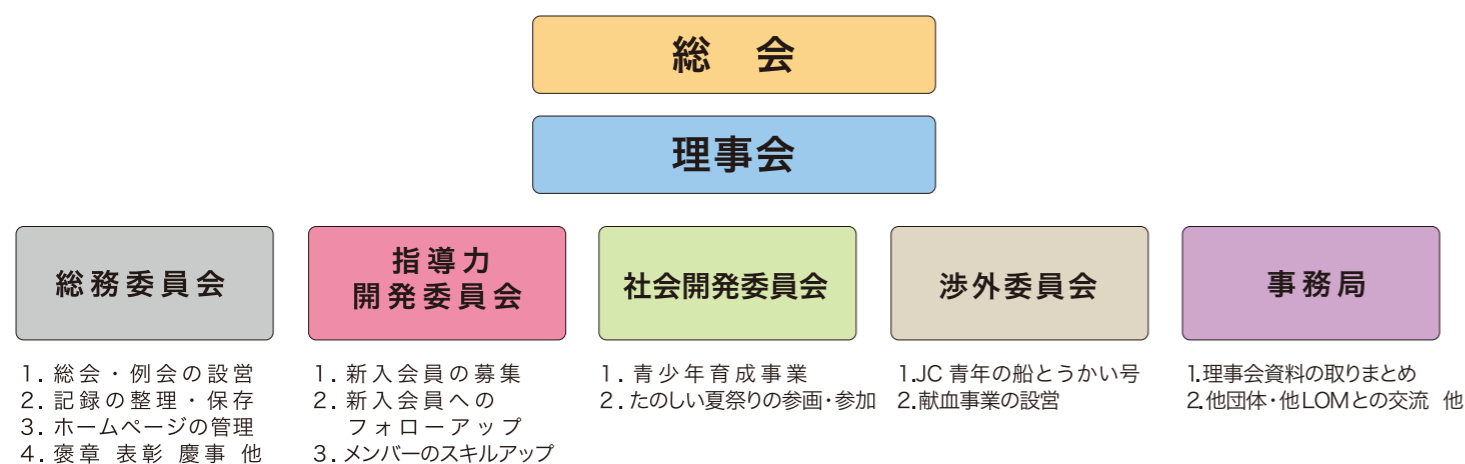 総　会
理事会
総務委員会
1. 総会・例会の設営
2. 記録の整理・保存
3. ホームページの管理
4. 褒章 表彰 慶事 他
指導力
開発委員会
1. 新入会員の募集
2. 新入会員への
フォローアップ
3. メンバーのスキルアップ
社会開発委員会
1. 青少年育成事業
2. たのしい夏祭りの参画・参加
渉外委員会
1.JC 青年の船とうかい号
2.献血事業の設営
事務局
1.理事会資料の取りまとめ
2.他団体・他LOMとの交流 他